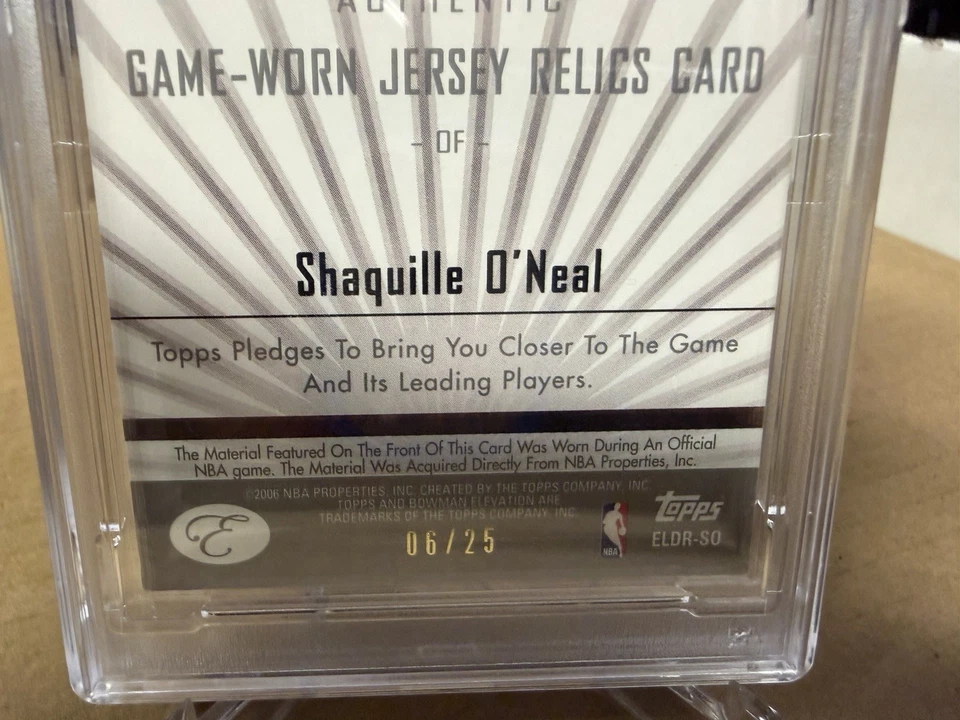 AUTHENTIC
GAME-WORN JERSEY RELICS CARD
- OF -
Shaquille O'Neal
Topps Pledges To Bring You Closer To The Game
And Its Leading Players.
The Material Featured On The Front Of This Card Was Worn During An Official
NBA game. The Material Was Acquired Directly From NBA Properties, Inc.
©2006 NBA PROPERTIES, INC. CREATED BY THE TOPPS COMPANY, INC.
TOPPS AND BOWMAN ELEVATION ARE
TRADEMARKS OF THE TOPPS COMPANY, INC.
E
06/25
NBA
Topps
ELDR-SO